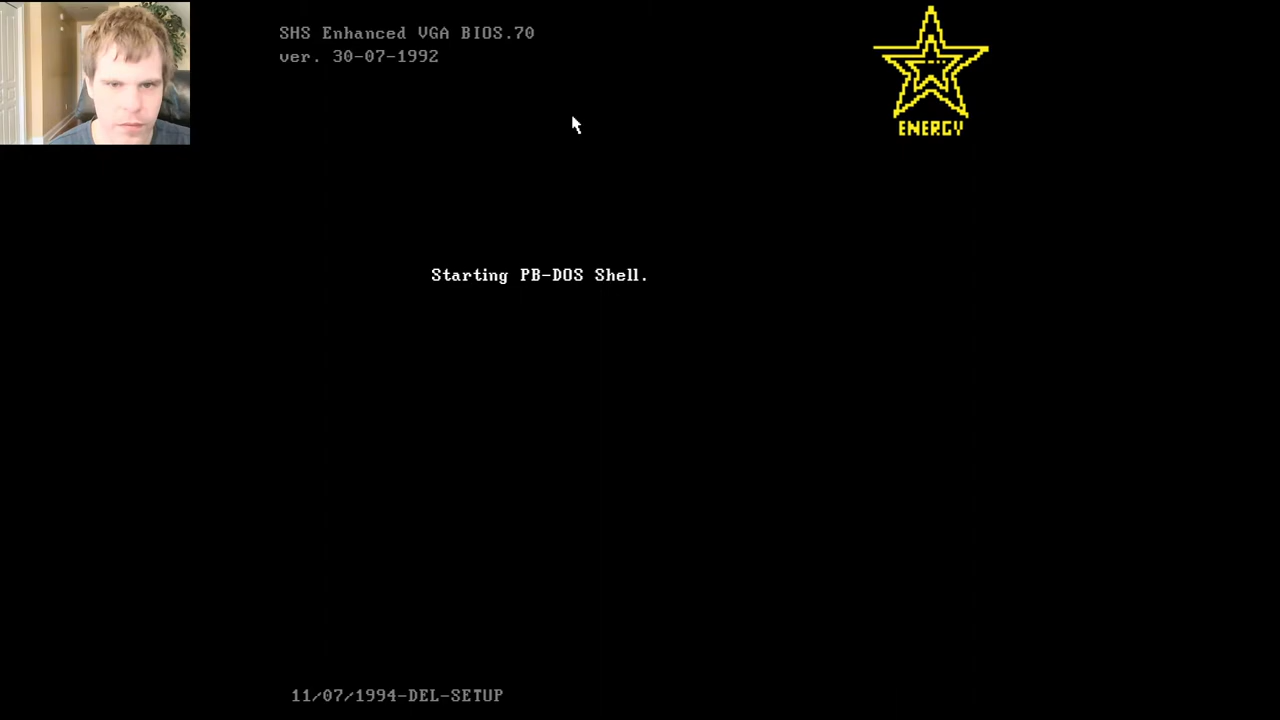 SHS Enhanced VGA BIOS.70
ver. 30-07-1992
ENERGY
Starting PB-DOS Shell.
11/07/1994-DEL-SETUP